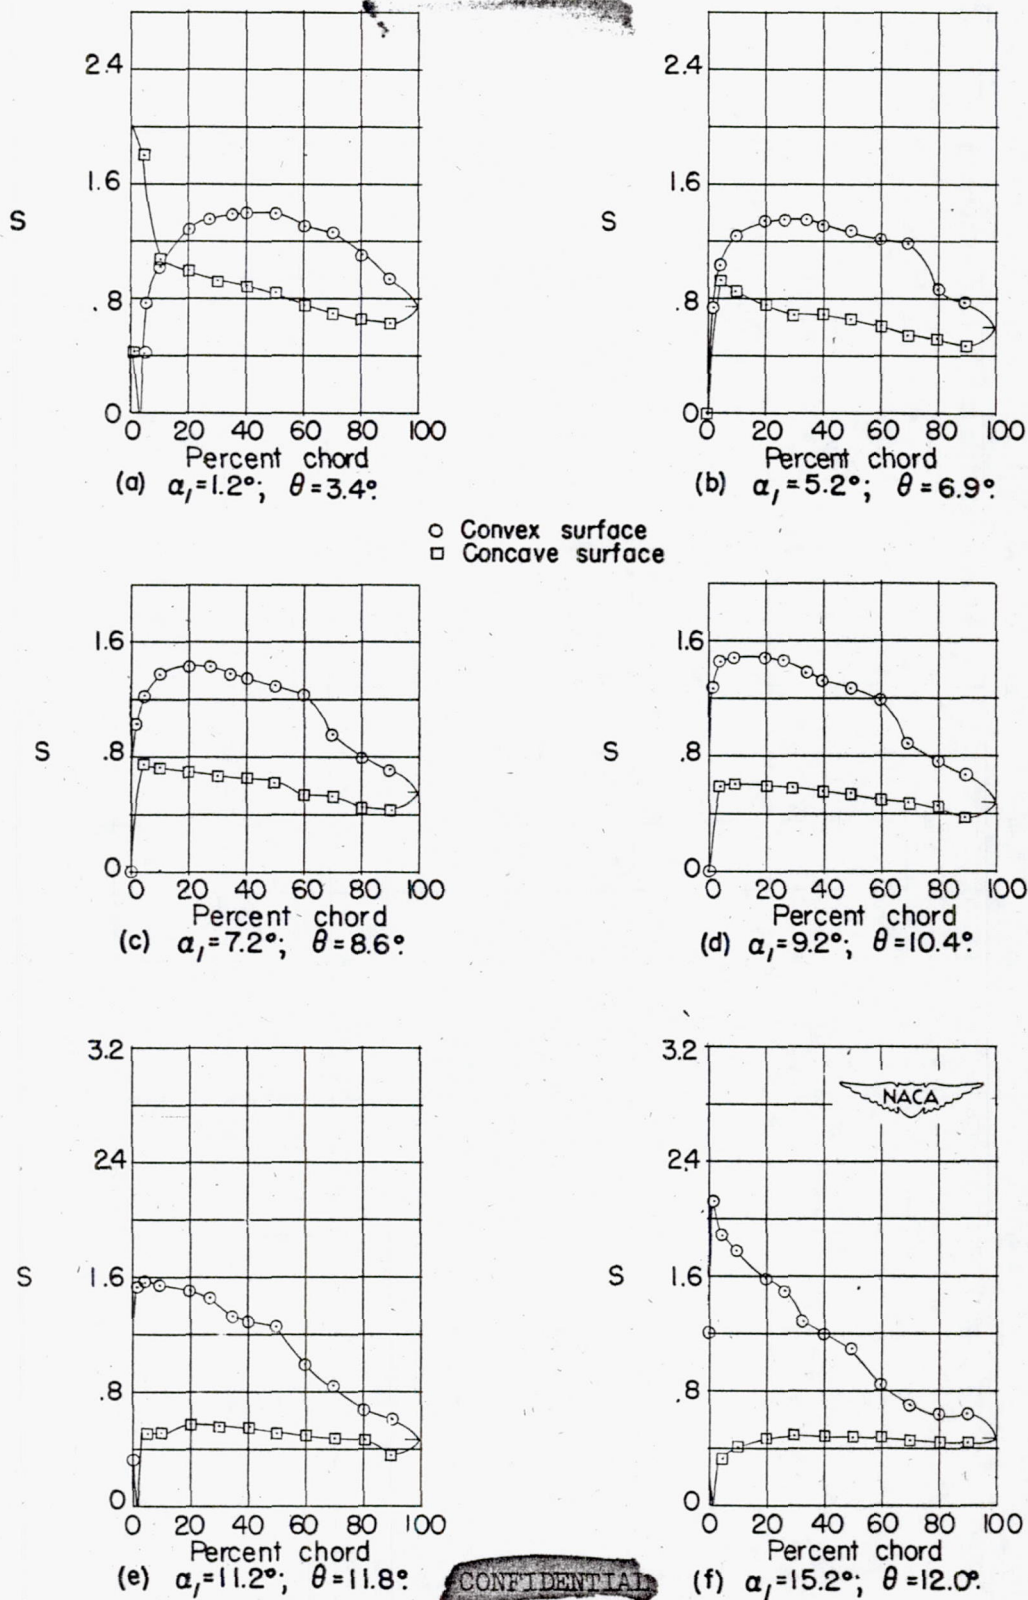 2.4
1.6
S
.8
0
0 20 40 60 80 100
Percent chord
(a) α₁=1.2°; θ=3.4°.
2.4
1.6
S
.8
0
0 20 40 60 80 100
Percent chord
(b) α₁=5.2°; θ=6.9°.
○ Convex surface
□ Concave surface
1.6
S
.8
0
0 20 40 60 80 100
Percent chord
(c) α₁=7.2°; θ=8.6°.
1.6
S
.8
0
0 20 40 60 80 100
Percent chord
(d) α₁=9.2°; θ=10.4°.
3.2
2.4
S 1.6
.8
0
0 20 40 60 80 100
Percent chord
(e) α₁=11.2°; θ=11.8°.
3.2
NACA
2.4
S 1.6
.8
0
0 20 40 60 80 100
Percent chord
(f) α₁=15.2°; θ=12.0°.
CONFIDENTIAL